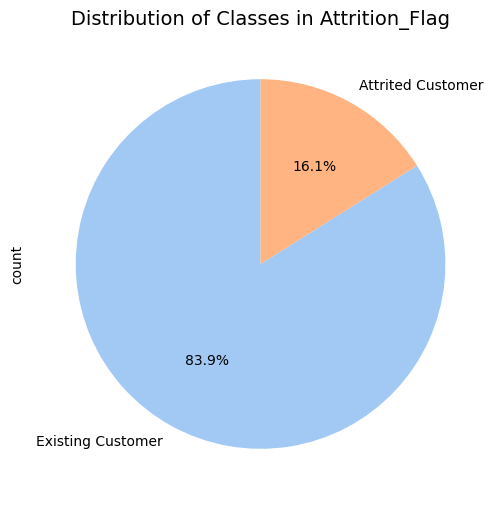 Distribution of Classes in Attrition_Flag
Attrited Customer
16.1%
count
83.9%
Existing Customer